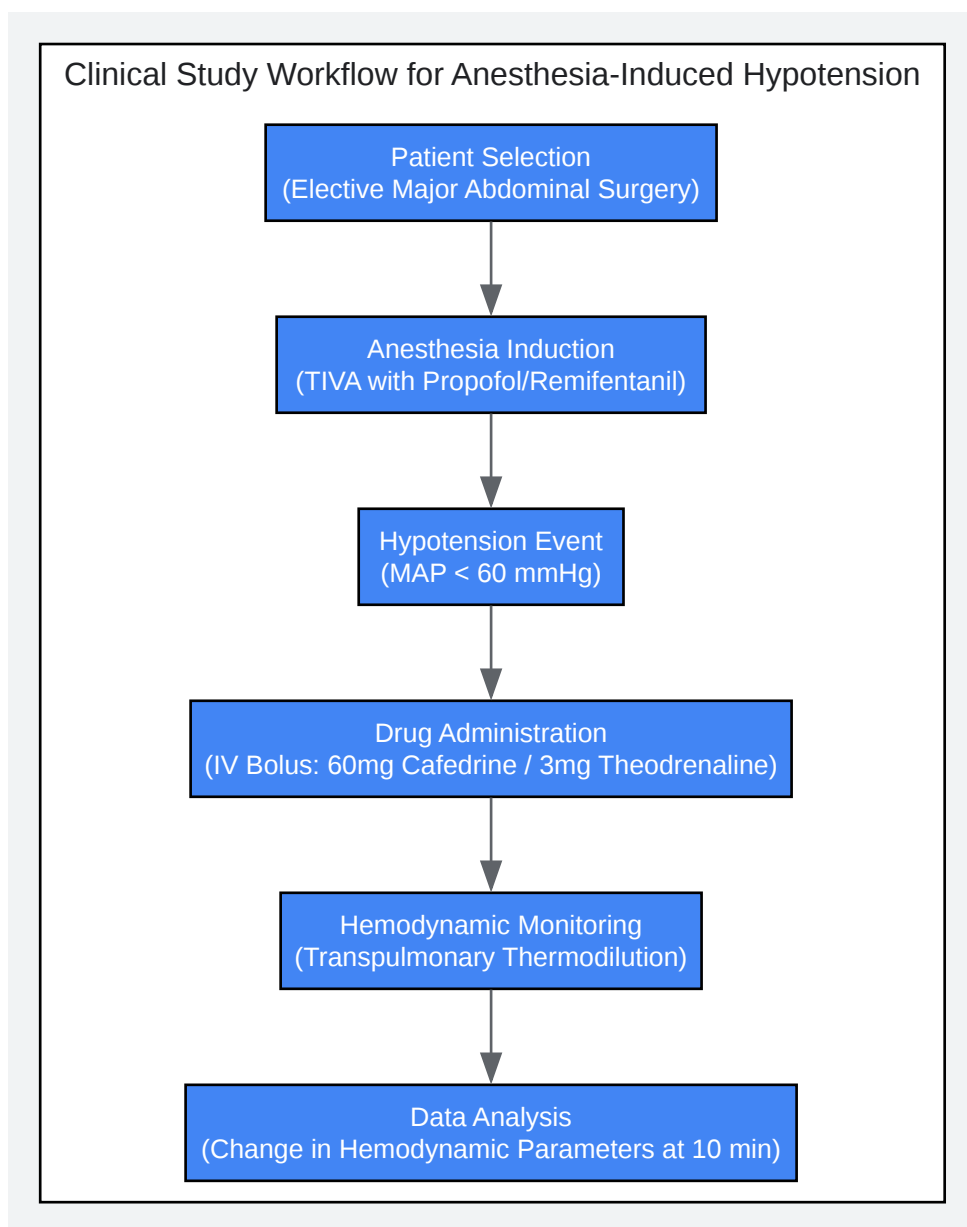 Clinical Study Workflow for Anesthesia-Induced Hypotension
Patient Selection
(Elective Major Abdominal Surgery)
Anesthesia Induction
(TIVA with Propofol/Remifentanil)
Hypotension Event
(MAP < 60 mmHg)
Drug Administration
(IV Bolus: 60mg Cafedrine / 3mg Theodrenaline)
Hemodynamic Monitoring
(Transpulmonary Thermodilution)
Data Analysis
(Change in Hemodynamic Parameters at 10 min)